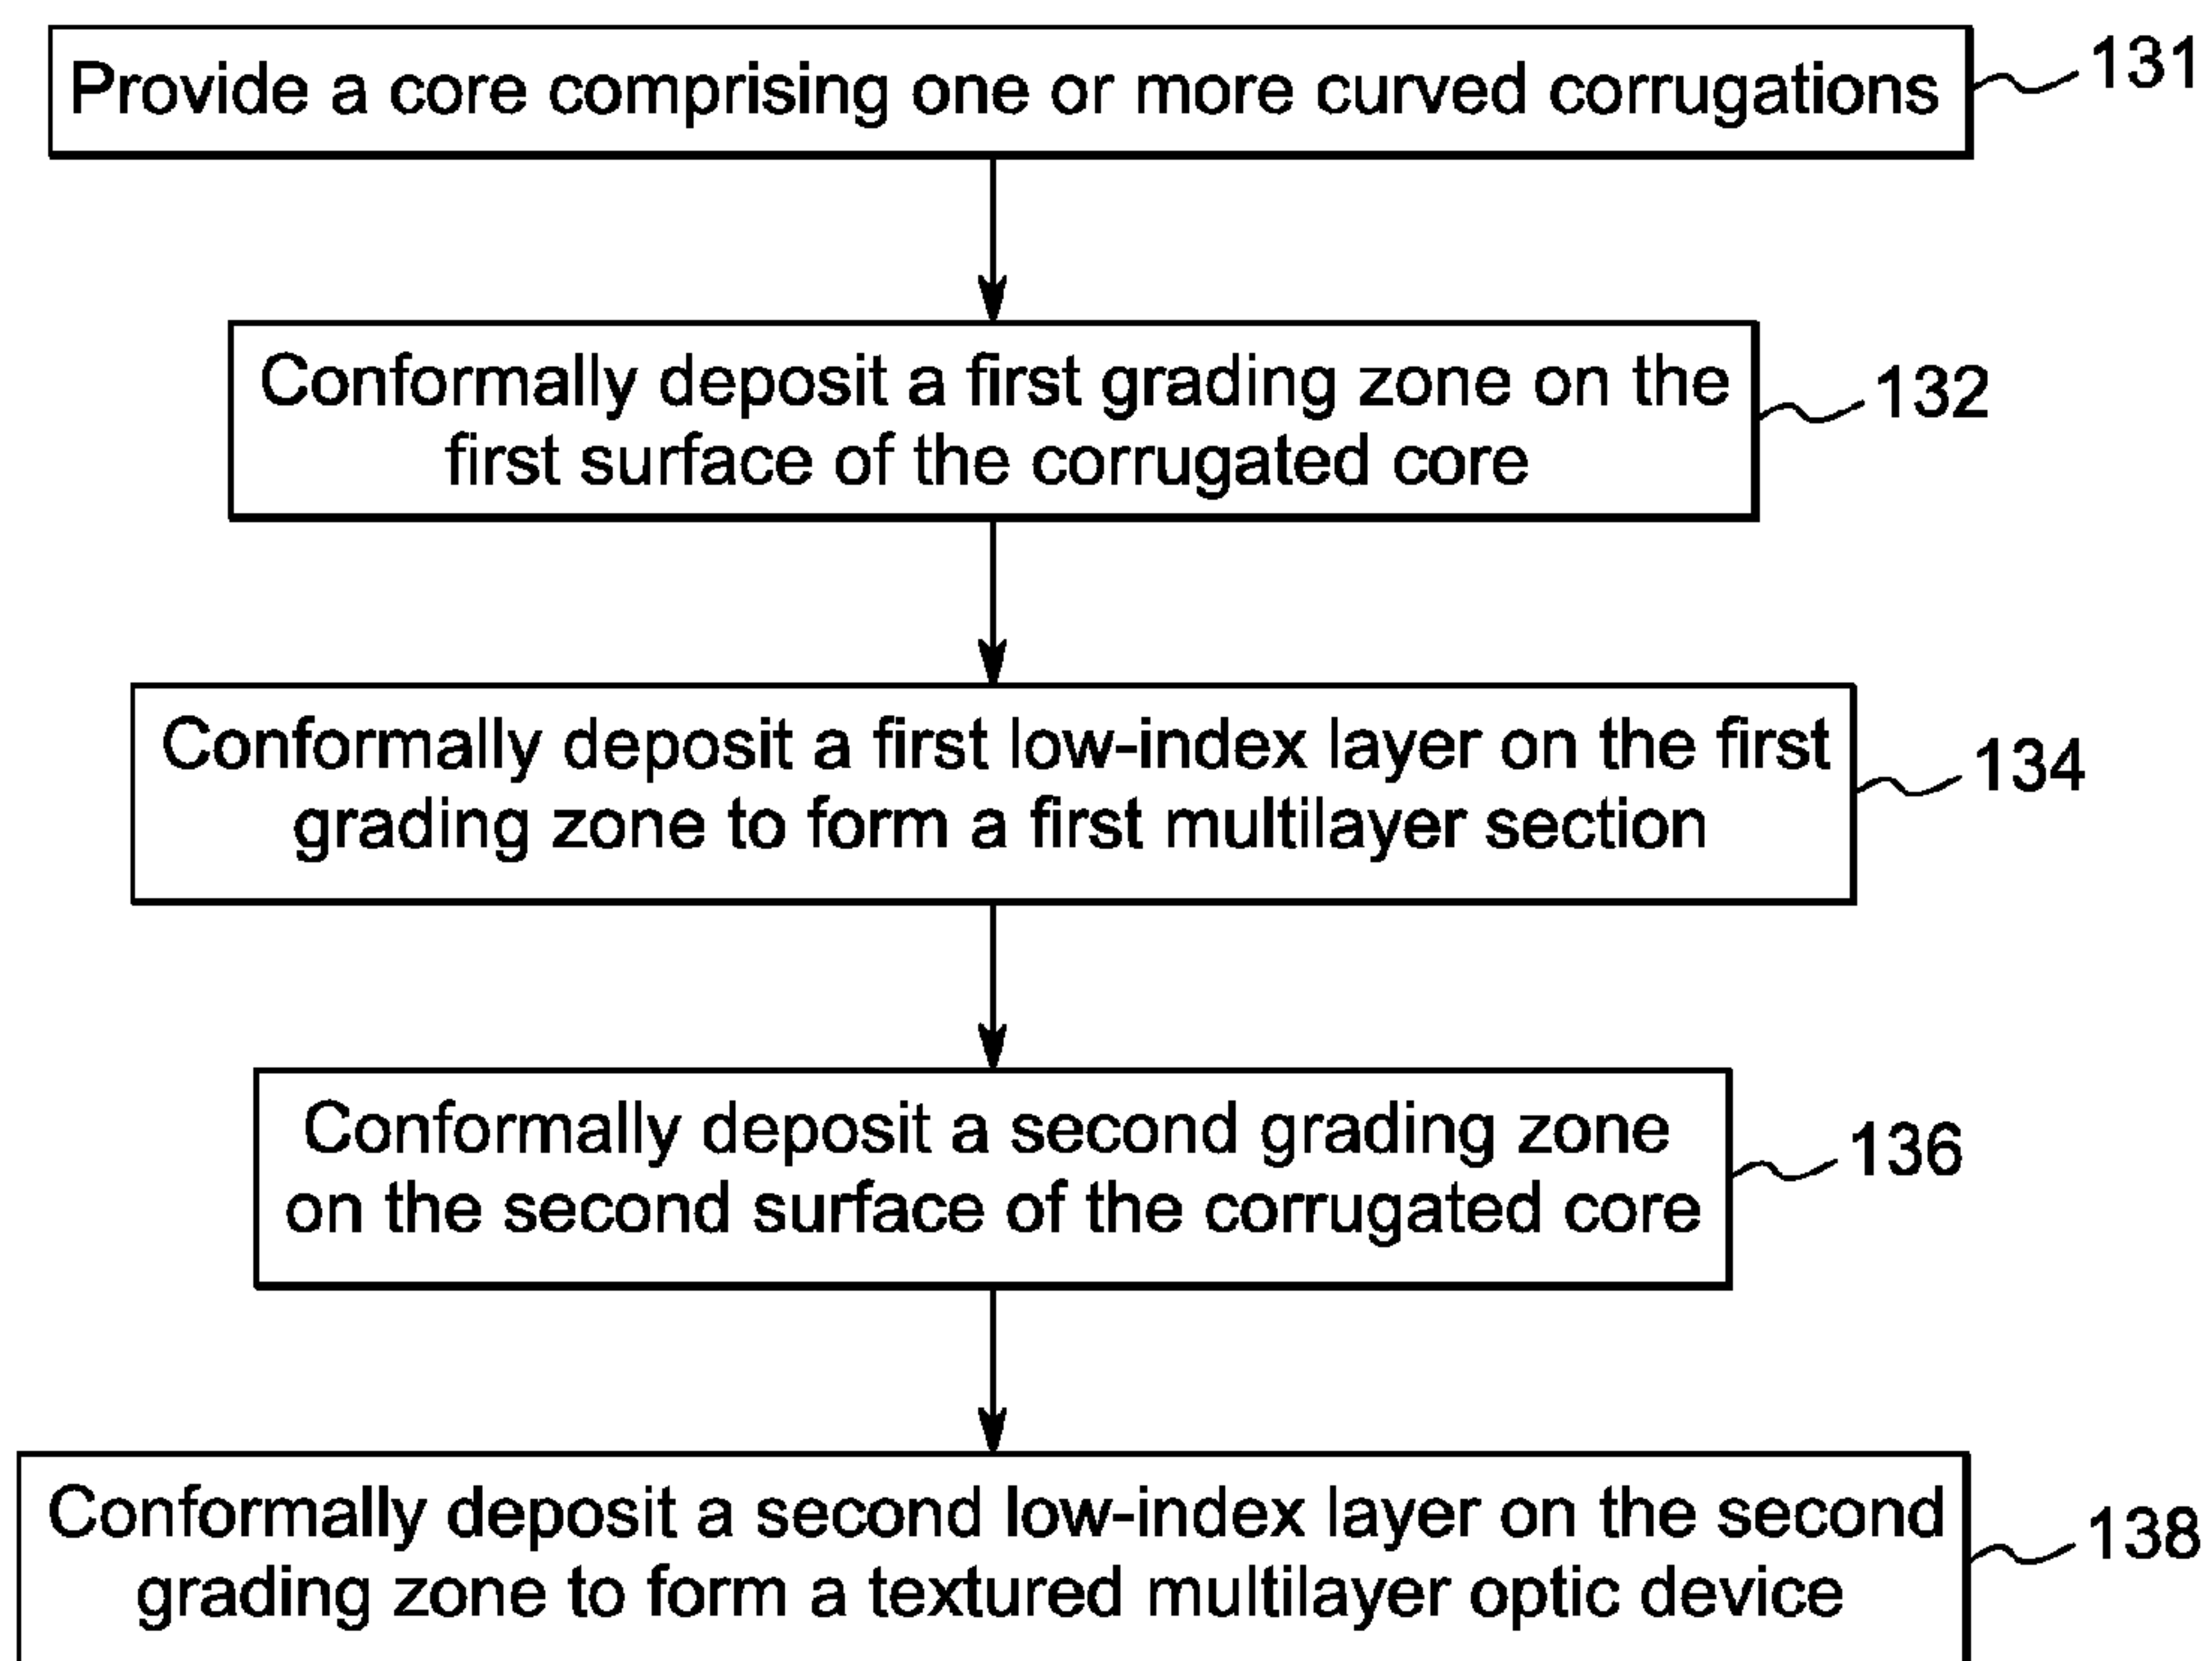 Provide a core comprising one or more curved corrugations
131
Conformally deposit a first grading zone on the
first surface of the corrugated core
132
Conformally deposit a first low-index layer on the first
grading zone to form a first multilayer section
134
Conformally deposit a second grading zone
on the second surface of the corrugated core
136
Conformally deposit a second low-index layer on the second
grading zone to form a textured multilayer optic device
138